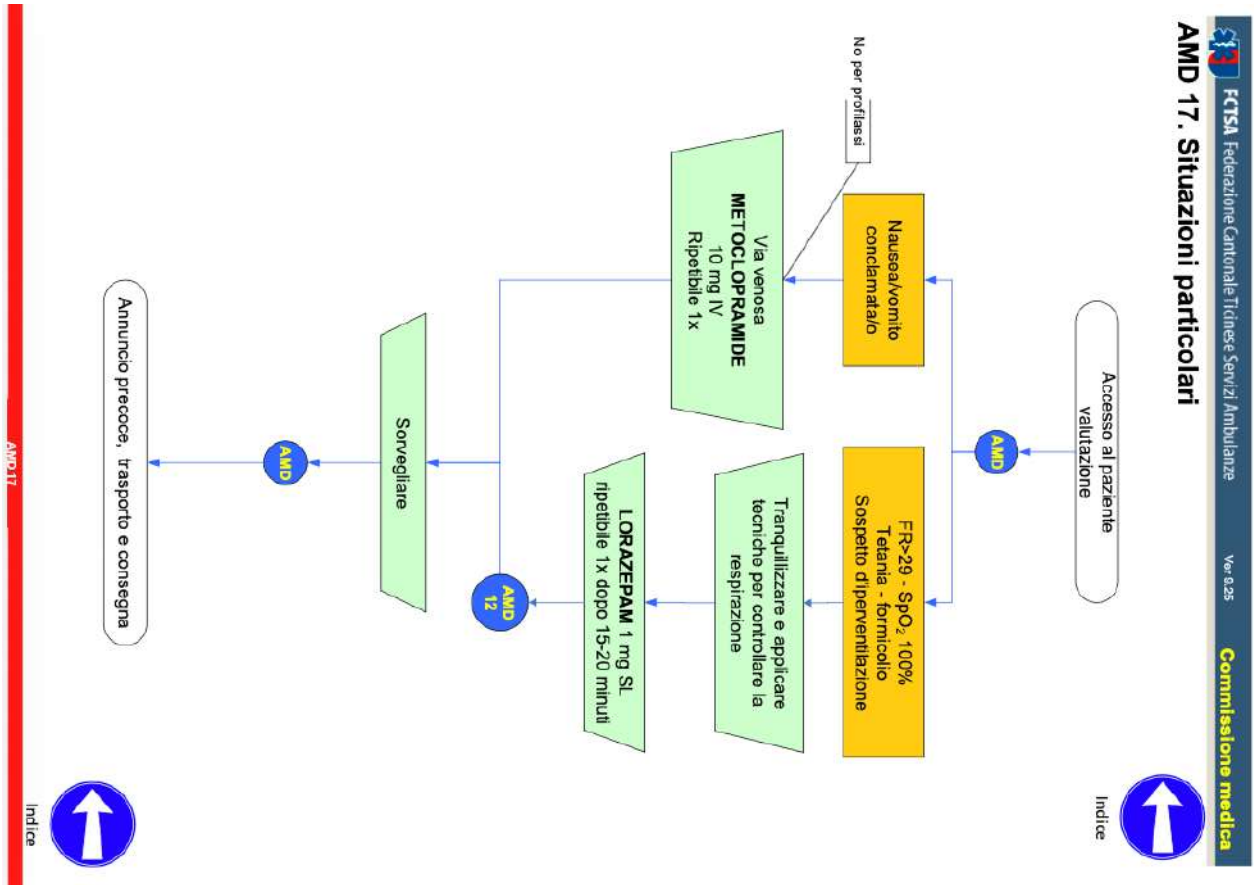 FCTSA Federazione Cantonale Ticinese Servizi Ambulanze
Ver 9.25
Commissione medica
AMD 17. Situazioni particolari
Indice
Accesso al paziente
valutazione
AMD
Nausea/vomito
conclamata/o
No per profilassi
Via venosa
METOCLOPRAMIDE
10 mg IV
Ripetibile 1x
FR>29 - SpO₂ 100%
Tetania - formicolio
Sospetto d'iperventilazione
Tranquillizzare e applicare
tecniche per controllare la
respirazione
LORAZEPAM 1 mg SL
ripetibile 1x dopo 15-20 minuti
AMD
12
Sorvegliare
AMD
Annuncio precoce, trasporto e consegna
Indice
AMD 17